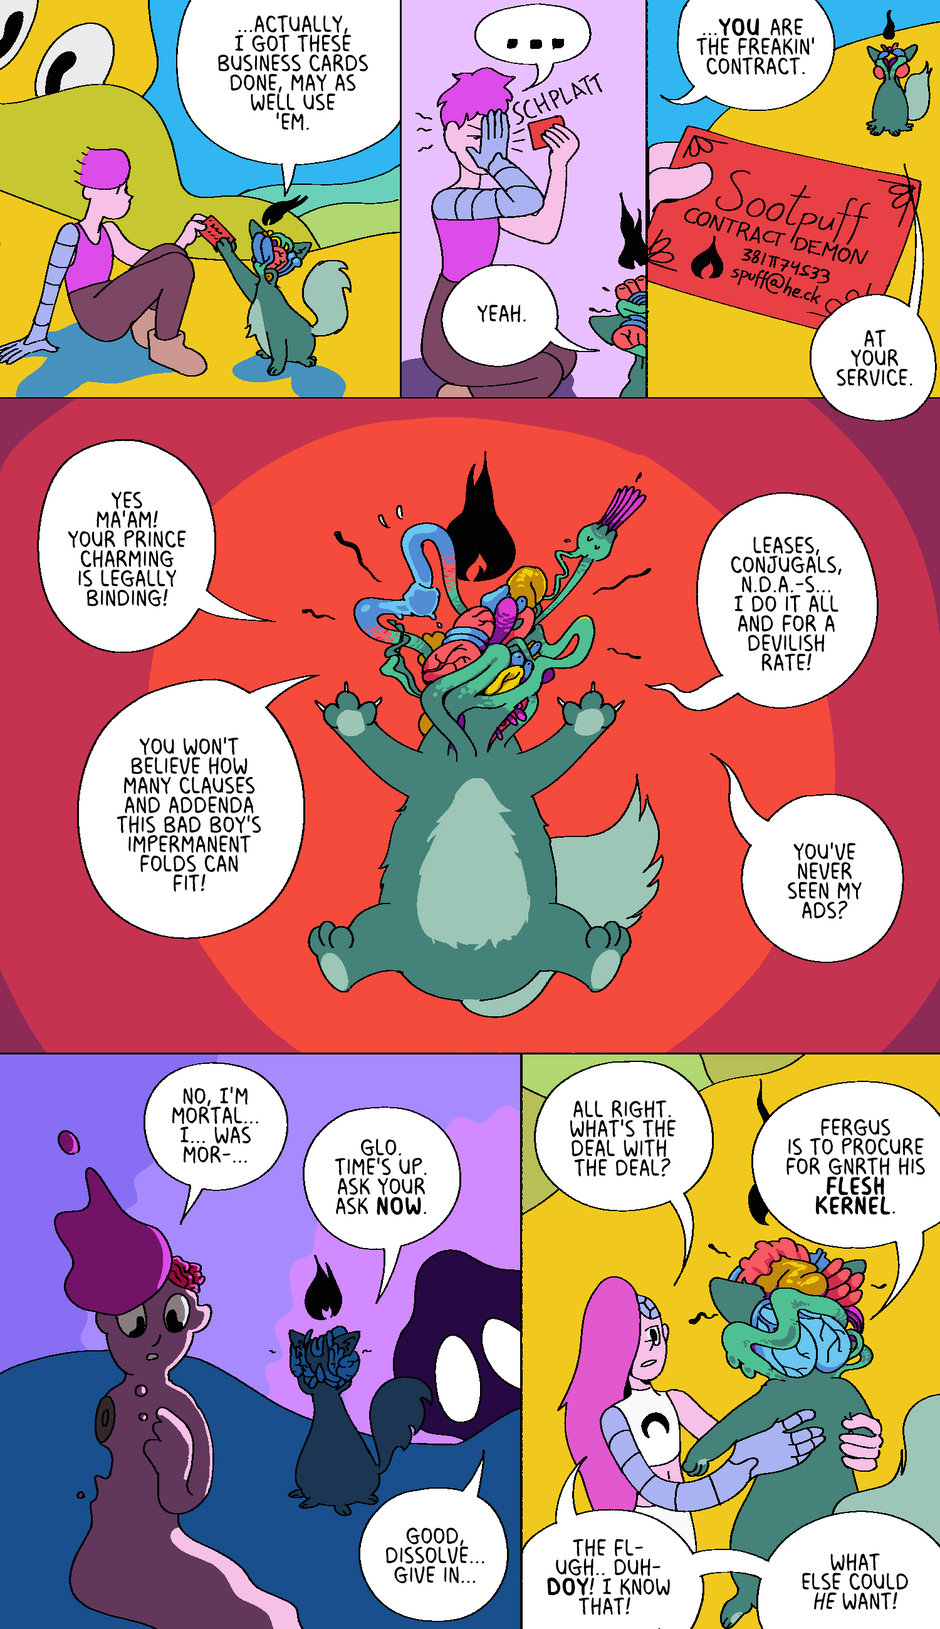 ...ACTUALLY,
I GOT THESE
BUSINESS CARDS
DONE, MAY AS
WELL USE
'EM.
...
SCHPLATT
YEAH.
...YOU ARE
THE FREAKIN'
CONTRACT.
Sootpuff
CONTRACT DEMON
381π74533
spuff@he.ck
AT
YOUR
SERVICE.
YES
MA'AM!
YOUR PRINCE
CHARMING
IS LEGALLY
BINDING!
LEASES,
CONJUGALS,
N.D.A.-S...
I DO IT ALL
AND FOR A
DEVILISH
RATE!
YOU WON'T
BELIEVE HOW
MANY CLAUSES
AND ADDENDA
THIS BAD BOY'S
IMPERMANENT
FOLDS CAN
FIT!
YOU'VE
NEVER
SEEN MY
ADS?
NO, I'M
MORTAL...
I... WAS
MOR-...
GLO.
TIME'S UP.
ASK YOUR
ASK NOW.
GOOD,
DISSOLVE...
GIVE IN...
ALL RIGHT.
WHAT'S THE
DEAL WITH
THE DEAL?
FERGUS
IS TO PROCURE
FOR GNRTH HIS
FLESH
KERNEL.
THE FL-
UGH.. DUH-
DOY! I KNOW
THAT!
WHAT
ELSE COULD
HE WANT!